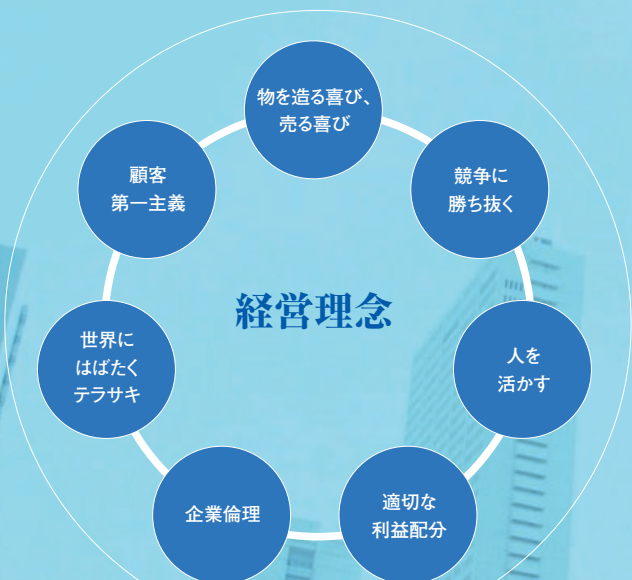 物を造る喜び、
売る喜び
競争に
勝ち抜く
人を
活かす
適切な
利益配分
企業倫理
世界に
はばたく
テラサキ
顧客
第一主義
経営理念